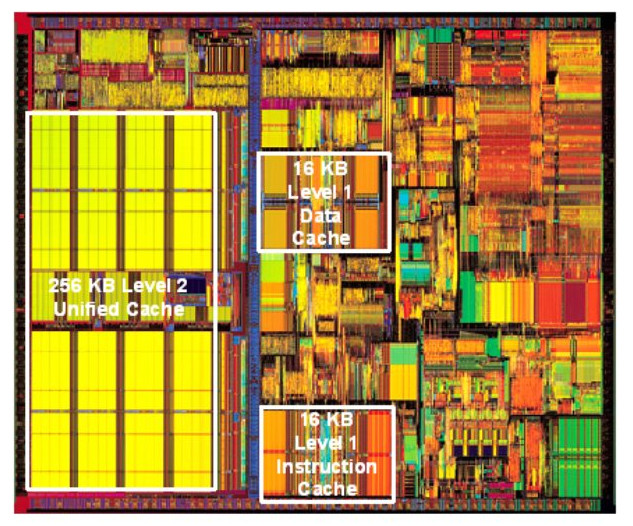 16 KB
Level 1
Data
Cache
256 KB Level 2
Unified Cache
16 KB
Level 1
Instruction
Cache